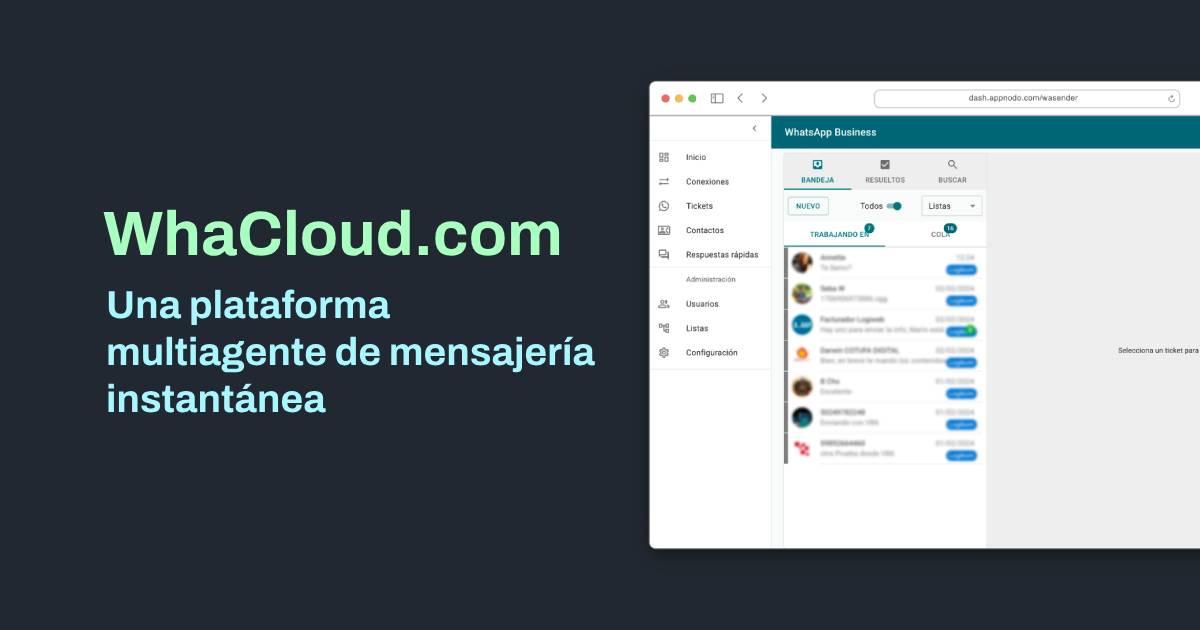 WhaCloud.com
Una plataforma
multiagente de mensajería
instantánea
dash.appnodo.com/wasender
WhatsApp Business
Inicio
Conexiones
Tickets
Contactos
Respuestas rápidas
Administración
Usuarios
Listas
Configuración
BANDEJA
RESUELTOS
BUSCAR
NUEVO
Todos
Listas
TRABAJANDO EN
7
COLA
16
Selecciona un ticket para